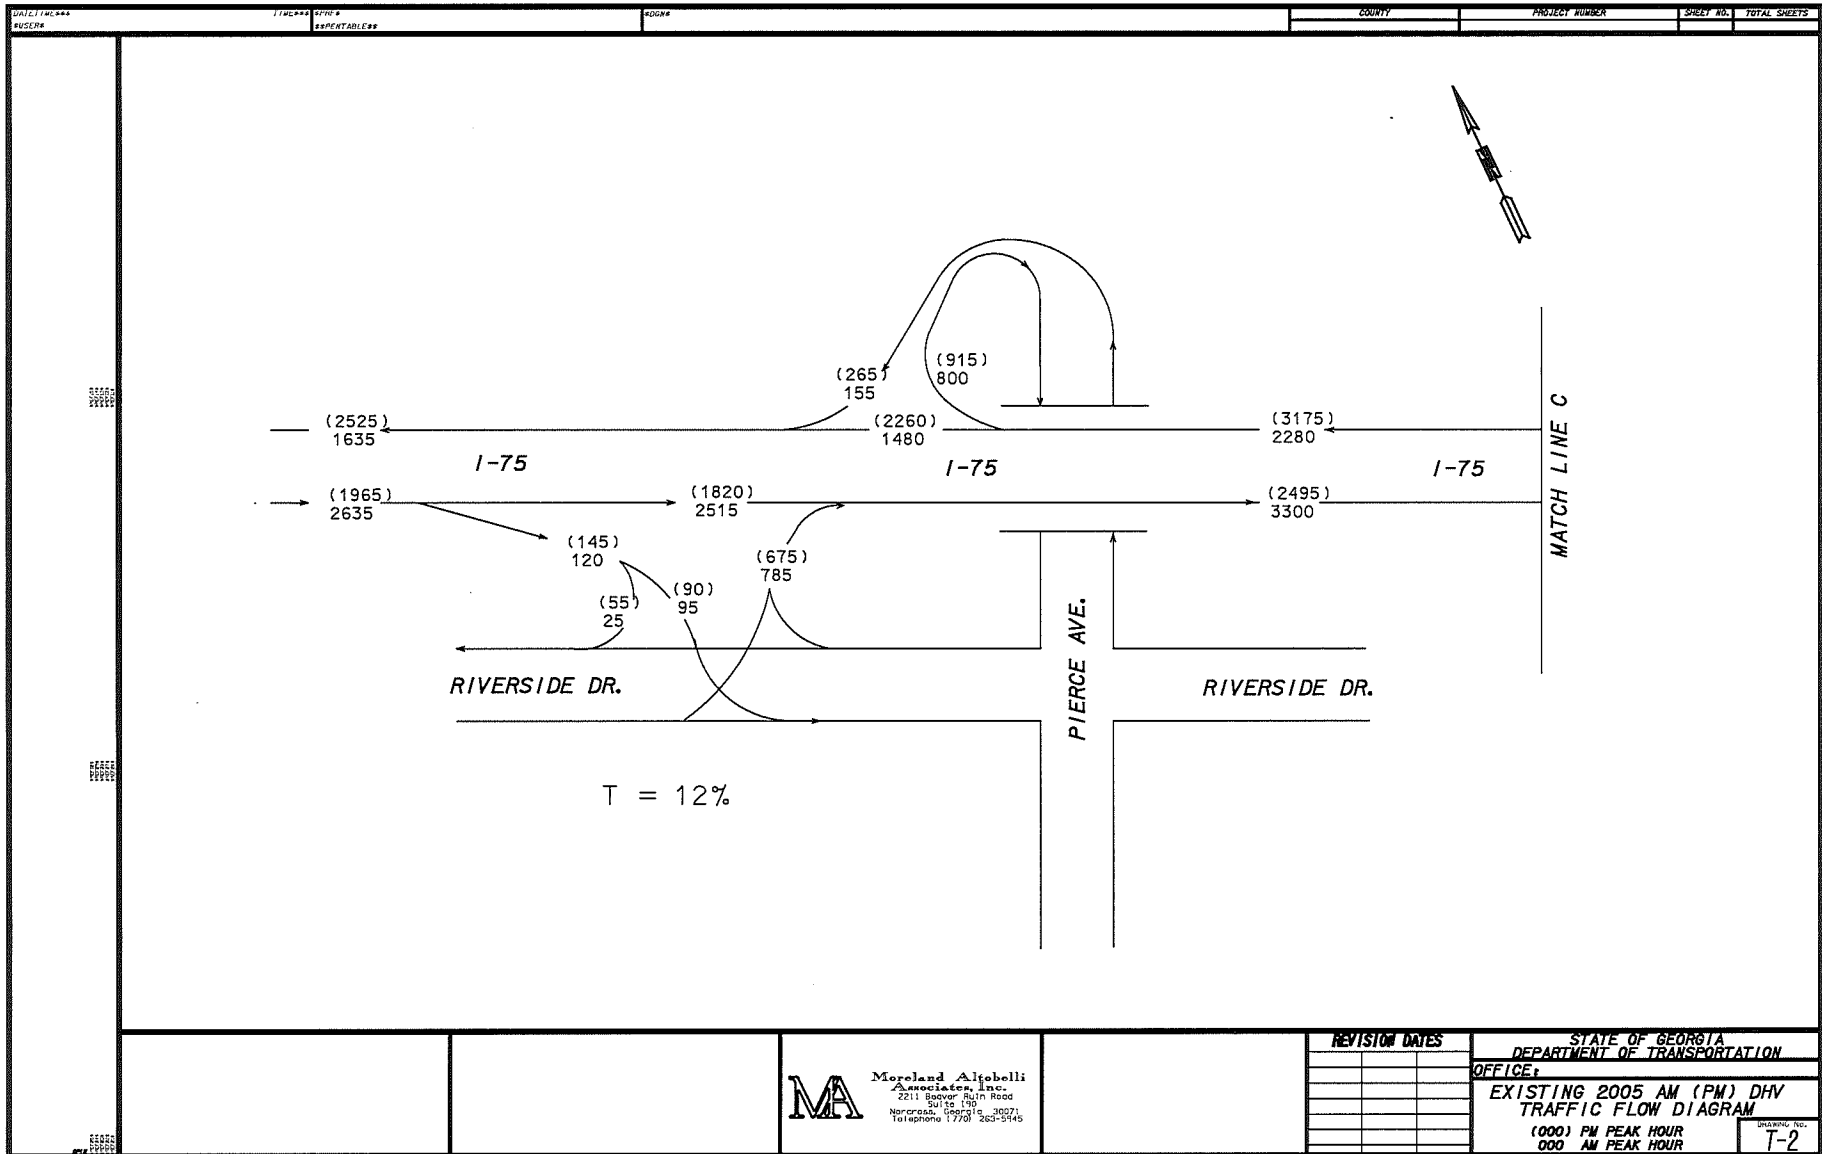 COUNTY
PROJECT NUMBER
SHEET NO.
TOTAL SHEETS
*USER*
**PENTABLE**
*DGN*
(265)
155
(915)
800
(2525)
1635
(2260)
1480
(3175)
2280
I-75
I-75
I-75
MATCH LINE C
(1965)
2635
(1820)
2515
(2495)
3300
(145)
120
(675)
785
(55)
25
(90)
95
PIERCE AVE.
RIVERSIDE DR.
RIVERSIDE DR.
T = 12%
MA
Moreland Altobelli
Associates, Inc.
2211 Beaver Ruin Road
Suite 190
Norcross, Georgia 30071
Telephone (770) 263-5945
REVISION DATES
STATE OF GEORGIA
DEPARTMENT OF TRANSPORTATION
OFFICE:
EXISTING 2005 AM (PM) DHV
TRAFFIC FLOW DIAGRAM
(000) PM PEAK HOUR
000 AM PEAK HOUR
DRAWING NO.
T-2